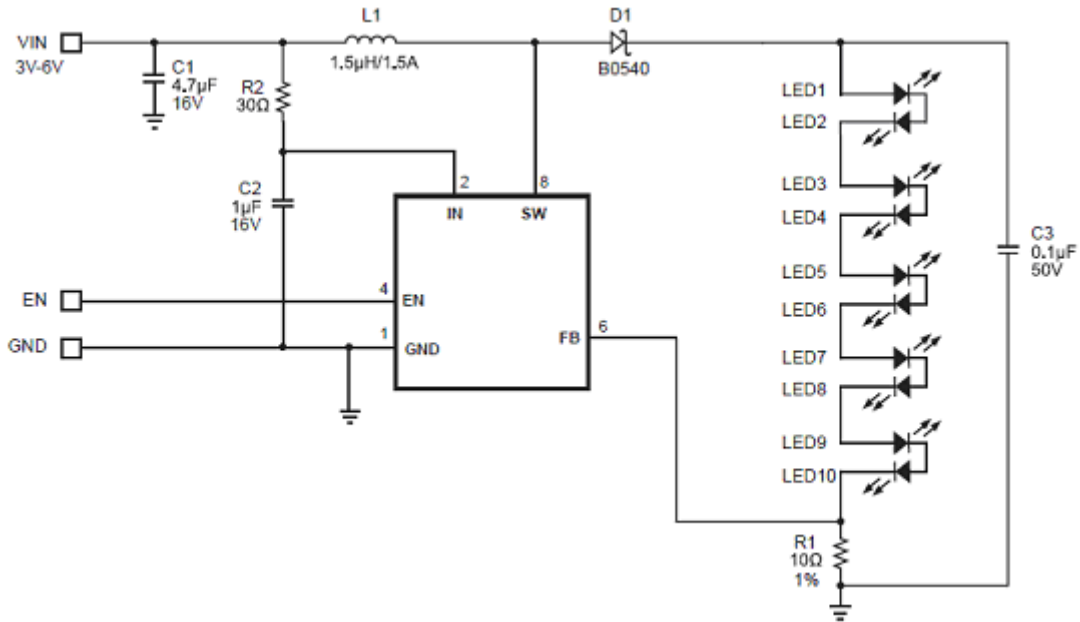 L1
D1
VIN
3V-6V
1.5µH/1.5A
B0540
C1
4.7µF
16V
R2
30Ω
LED1
LED2
C2
1µF
16V
2
8
IN
SW
LED3
LED4
C3
0.1µF
50V
LED5
LED6
EN
4
EN
GND
1
GND
FB
6
LED7
LED8
LED9
LED10
R1
10Ω
1%